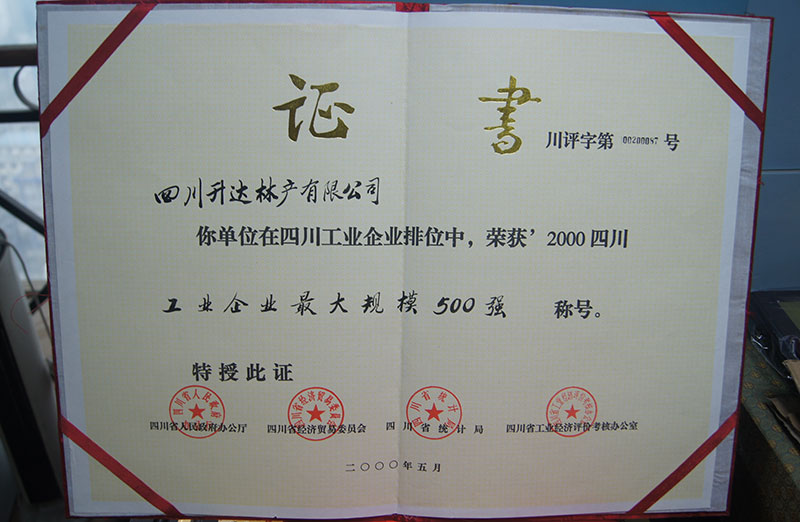 证 书
川评字第 00200087 号
四川升达林产有限公司
你单位在四川工业企业排位中，荣获’2000四川
工业企业最大规模500强 称号。
特授此证
四川省人民政府办公厅 四川省经济贸易委员会 四川省统计局 四川省工业经济评价考核办公室
二〇〇〇年五月